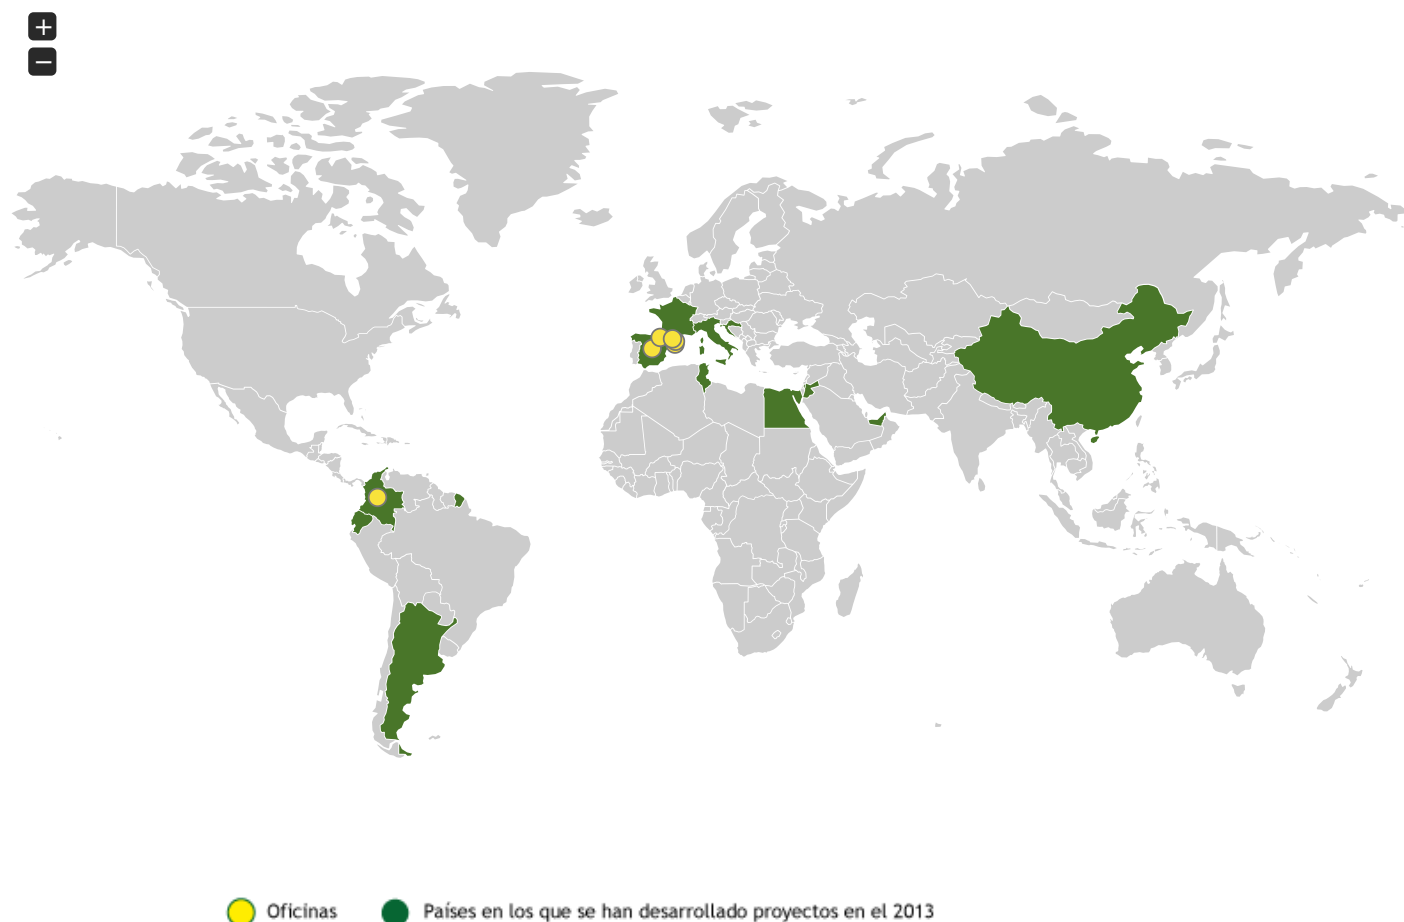 +
−
Oficinas
Países en los que se han desarrollado proyectos en el 2013